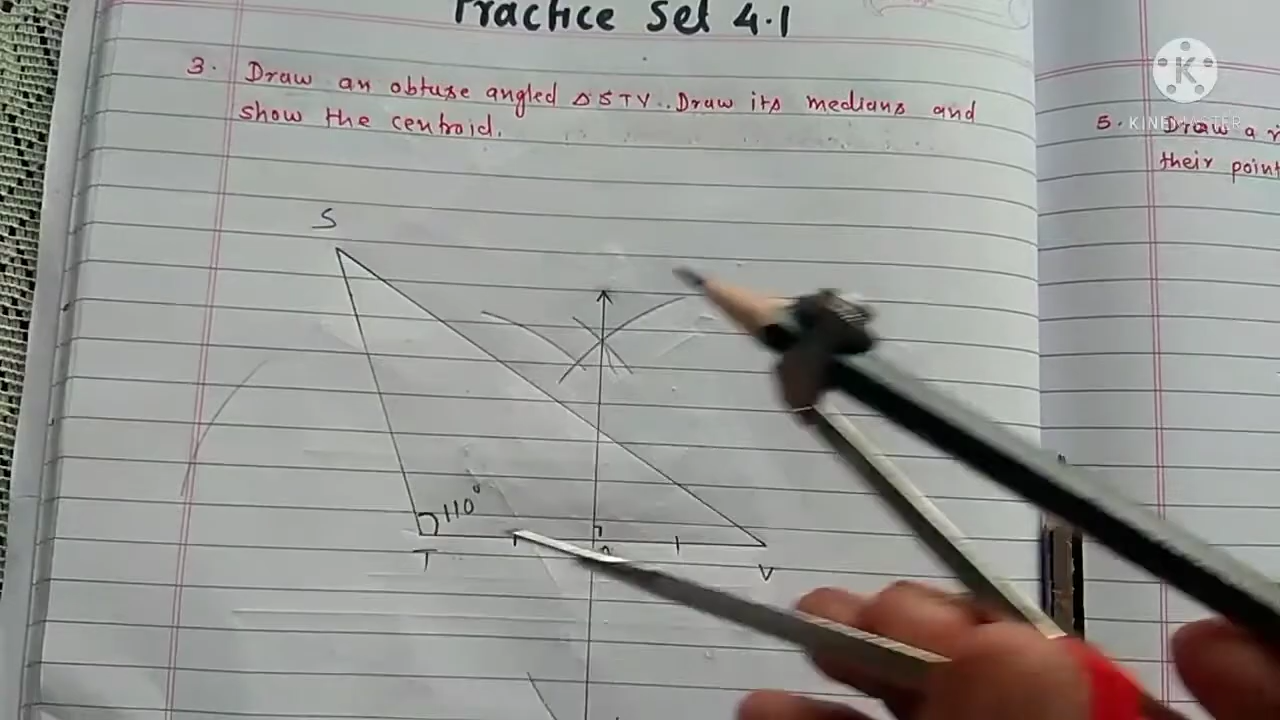 Practice Set 4.1
3. Draw an obtuse angled △STV. Draw its medians and
show the centroid.
K
KINEMASTER
5. Draw a
their point
S
110°
T
V